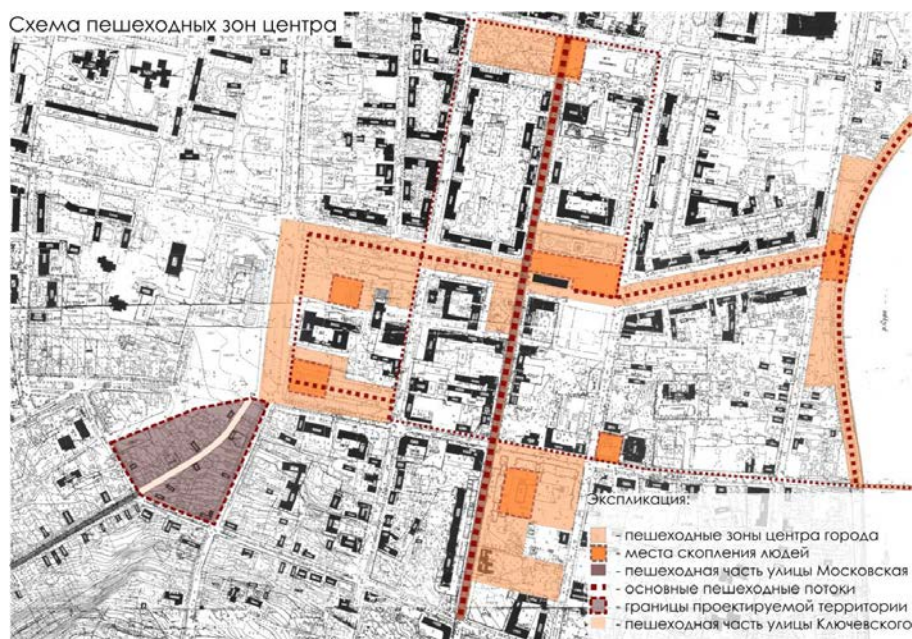 Схема пешеходных зон центра
Экспликация:
- пешеходные зоны центра города
- места скопления людей
- пешеходная часть улицы Московская
- основные пешеходные потоки
- границы проектируемой территории
- пешеходная часть улицы Ключевского